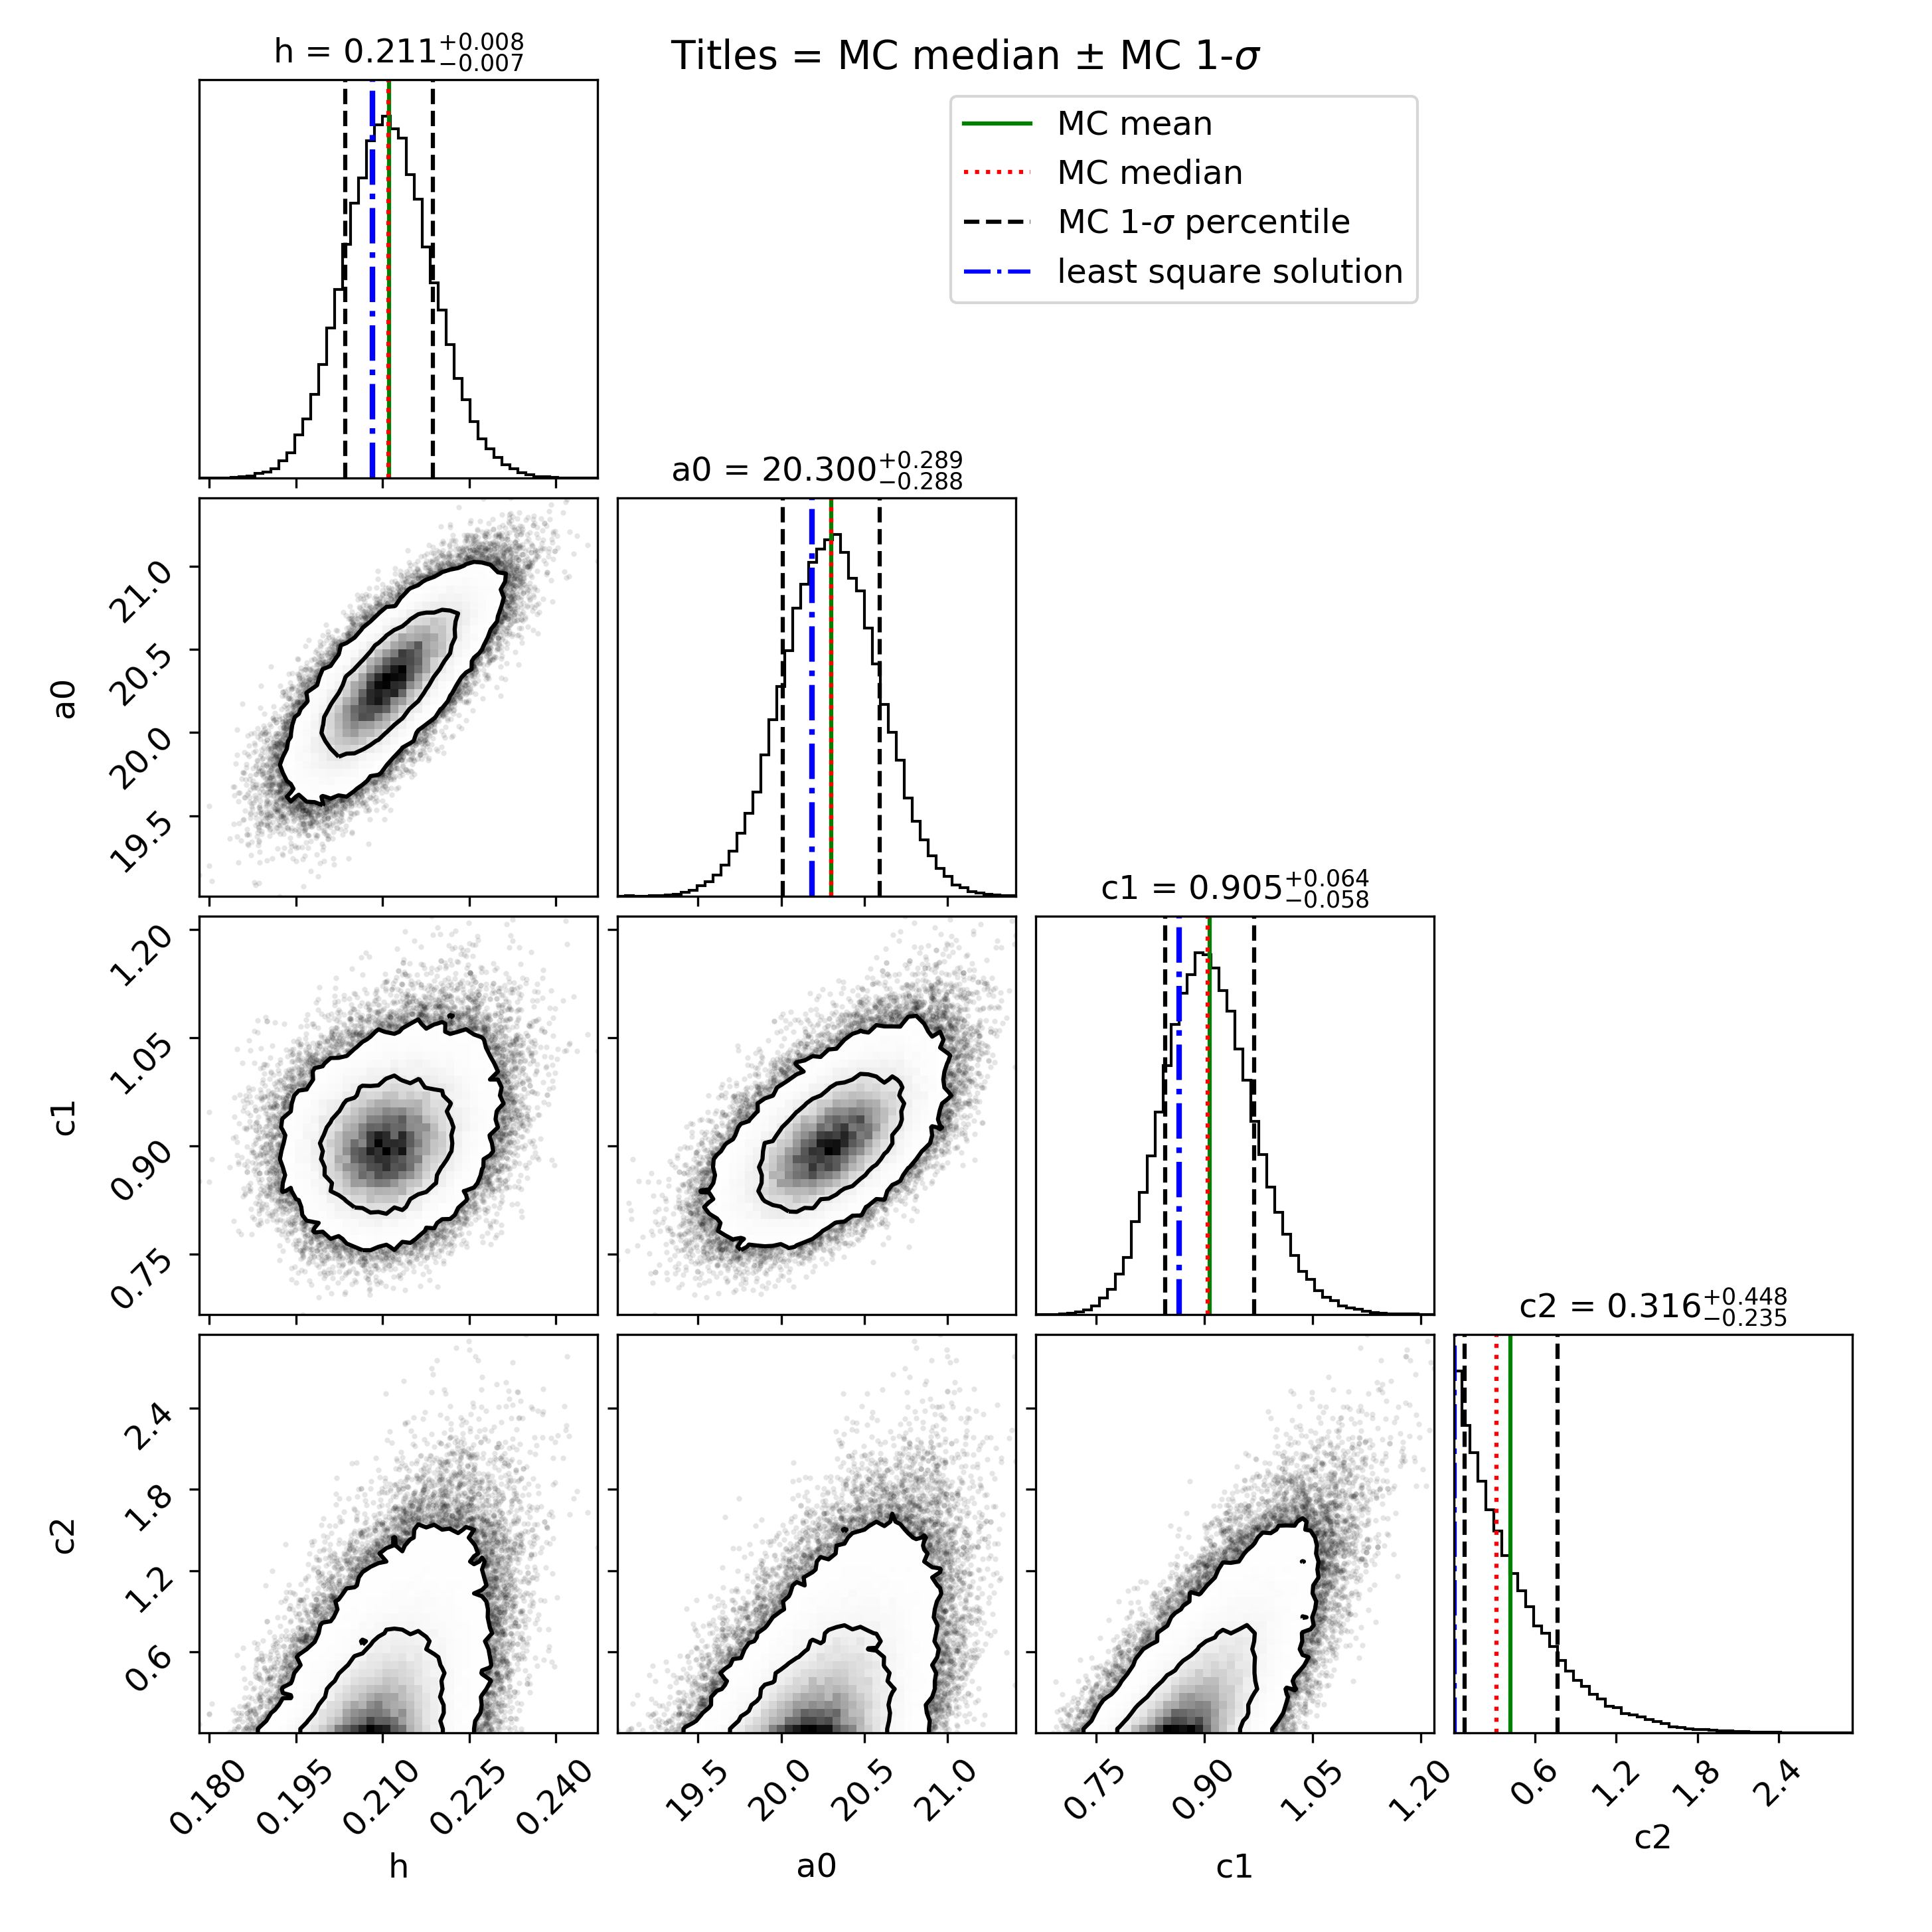 Titles = MC median ± MC 1-σ
h = 0.211 +0.008 −0.007
MC mean
MC median
MC 1-σ percentile
least square solution
a0 = 20.300 +0.289 −0.288
a0
21.0
20.5
20.0
19.5
c1 = 0.905 +0.064 −0.058
c1
1.20
1.05
0.90
0.75
c2 = 0.316 +0.448 −0.235
c2
2.4
1.8
1.2
0.6
0.180 0.195 0.210 0.225 0.240
19.5 20.0 20.5 21.0
0.75 0.90 1.05 1.20
0.6 1.2 1.8 2.4
h
a0
c1
c2